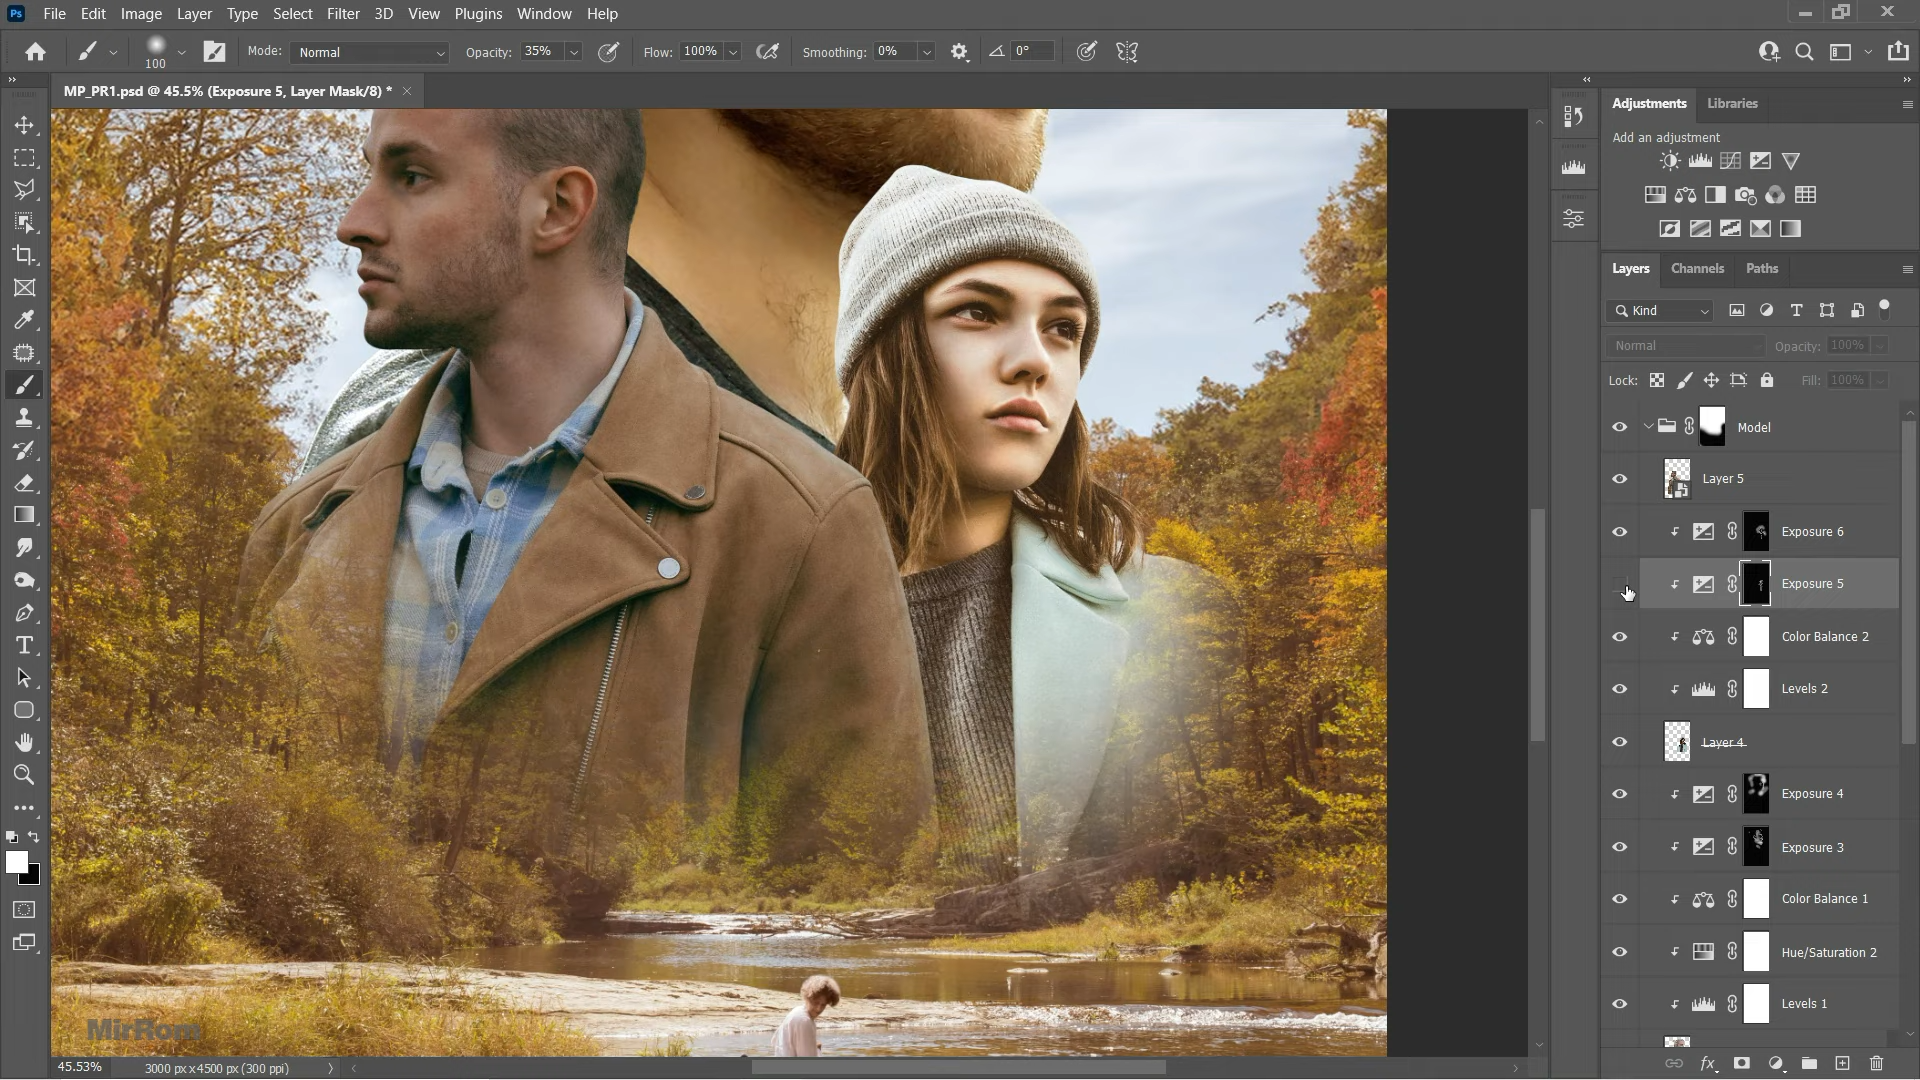 Ps File Edit Image Layer Type Select Filter 3D View Plugins Window Help
100 Mode: Normal Opacity: 35% Flow: 100% Smoothing: 0% 0°
MP_PR1.psd @ 45.5% (Exposure 5, Layer Mask/8) *
Adjustments Libraries
Add an adjustment
Layers Channels Paths
Kind
Normal Opacity: 100%
Lock: Fill: 100%
Model
Layer 5
Exposure 6
Exposure 5
Color Balance 2
Levels 2
Layer 4
Exposure 4
Exposure 3
Color Balance 1
Hue/Saturation 2
Levels 1
MirRom
45.53% 3000 px x 4500 px (300 ppi)